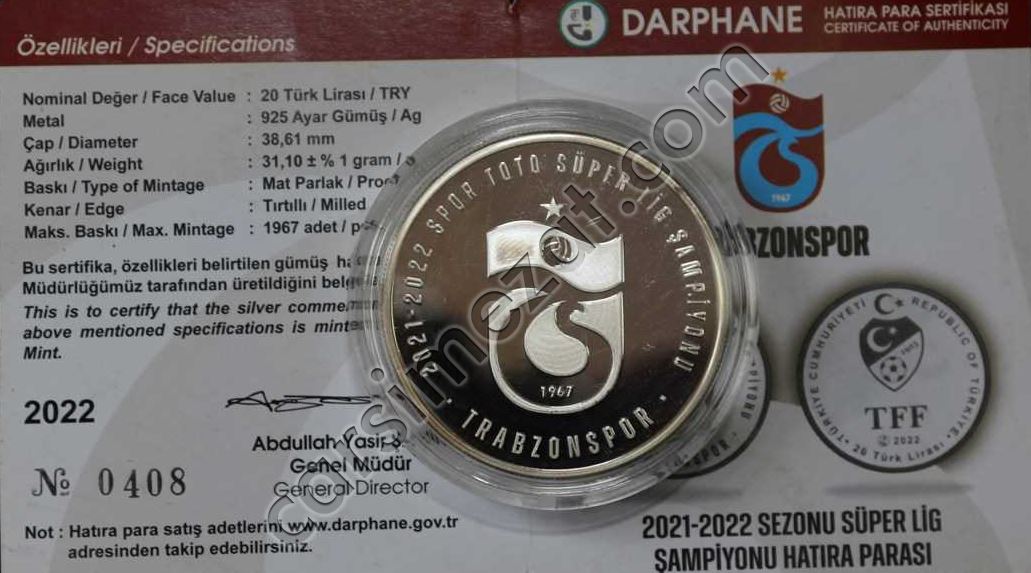 Özellikleri / Specifications
DARPHANE
HATIRA PARA SERTİFİKASI
CERTIFICATE OF AUTHENTICITY
Nominal Değer / Face Value : 20 Türk Lirası / TRY
Metal : 925 Ayar Gümüş / Ag
Çap / Diameter : 38,61 mm
Ağırlık / Weight : 31,10 ± % 1 gram /
Baskı / Type of Mintage : Mat Parlak / Proof
Kenar / Edge : Tırtıllı / Milled
Maks. Baskı / Max. Mintage : 1967 adet /
Bu sertifika, özellikleri belirtilen gümüş
Müdürlüğümüz tarafından üretildiğini
This is to certify that the silver
above mentioned specifications is
Mint.
2022
Abdullah Yasir Ş.
Genel Müdür
General Director
№ 0408
Not : Hatıra para satış adetlerini www.darphane.gov.tr
adresinden takip edebilirsiniz.
2021-2022 SPOR TOTO SÜPER LİG ŞAMPİYONU
1967
· TRABZONSPOR ·
1967
TÜRKİYE CUMHURİYETİ · REPUBLIC OF TÜRKİYE
1923
TFF
2022
· 20 Türk Lirası ·
2021-2022 SEZONU SÜPER LİG
ŞAMPİYONU HATIRA PARASI
carsimezat.com